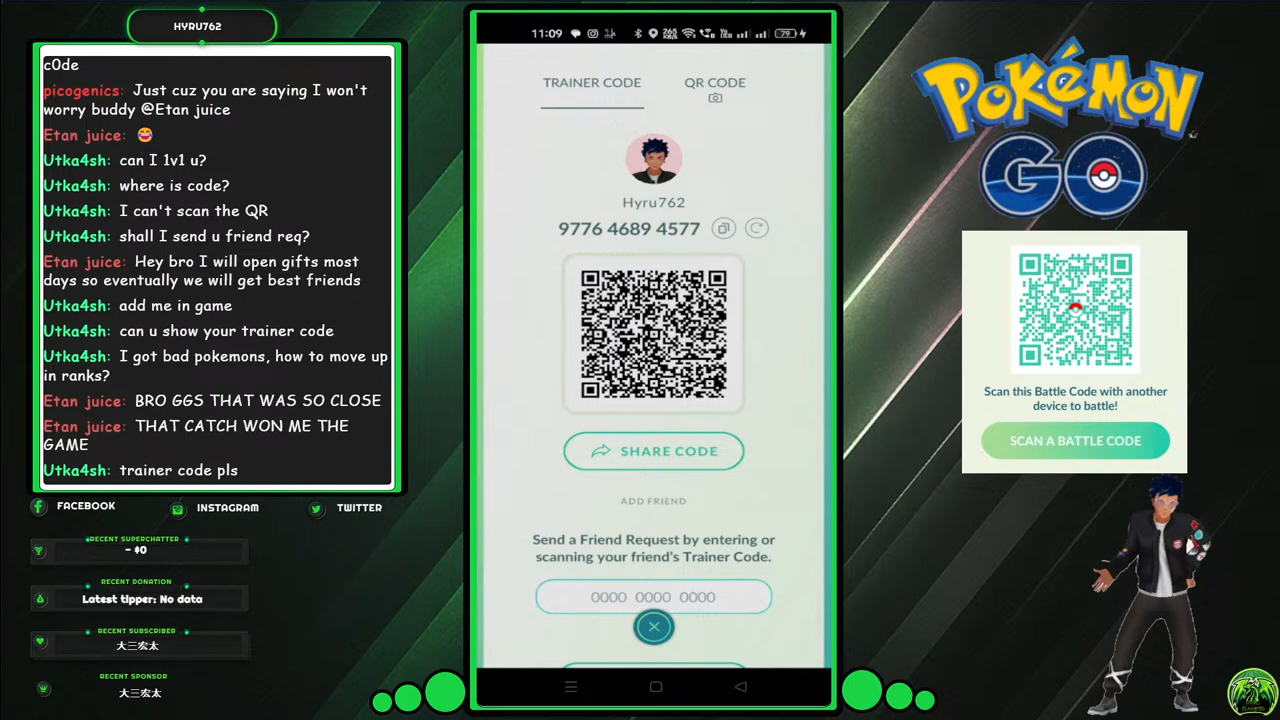 HYRU762
c0de
picogenics: Just cuz you are saying I won't
worry buddy @Etan juice
Etan juice: 😂
Utka4sh: can I 1v1 u?
Utka4sh: where is code?
Utka4sh: I can't scan the QR
Utka4sh: shall I send u friend req?
Etan juice: Hey bro I will open gifts most
days so eventually we will get best friends
Utka4sh: add me in game
Utka4sh: can u show your trainer code
Utka4sh: I got bad pokemons, how to move up
in ranks?
Etan juice: BRO GGS THAT WAS SO CLOSE
Etan juice: THAT CATCH WON ME THE
GAME
Utka4sh: trainer code pls
FACEBOOK INSTAGRAM TWITTER
RECENT SUPERCHATTER
- $0
RECENT DONATION
Latest tipper: No data
RECENT SUBSCRIBER
大三宏太
RECENT SPONSOR
大三宏太
11:09 79
TRAINER CODE QR CODE
Hyru762
9776 4689 4577
SHARE CODE
ADD FRIEND
Send a Friend Request by entering or
scanning your friend's Trainer Code.
0000 0000 0000
POKÉMON
GO
Scan this Battle Code with another
device to battle!
SCAN A BATTLE CODE